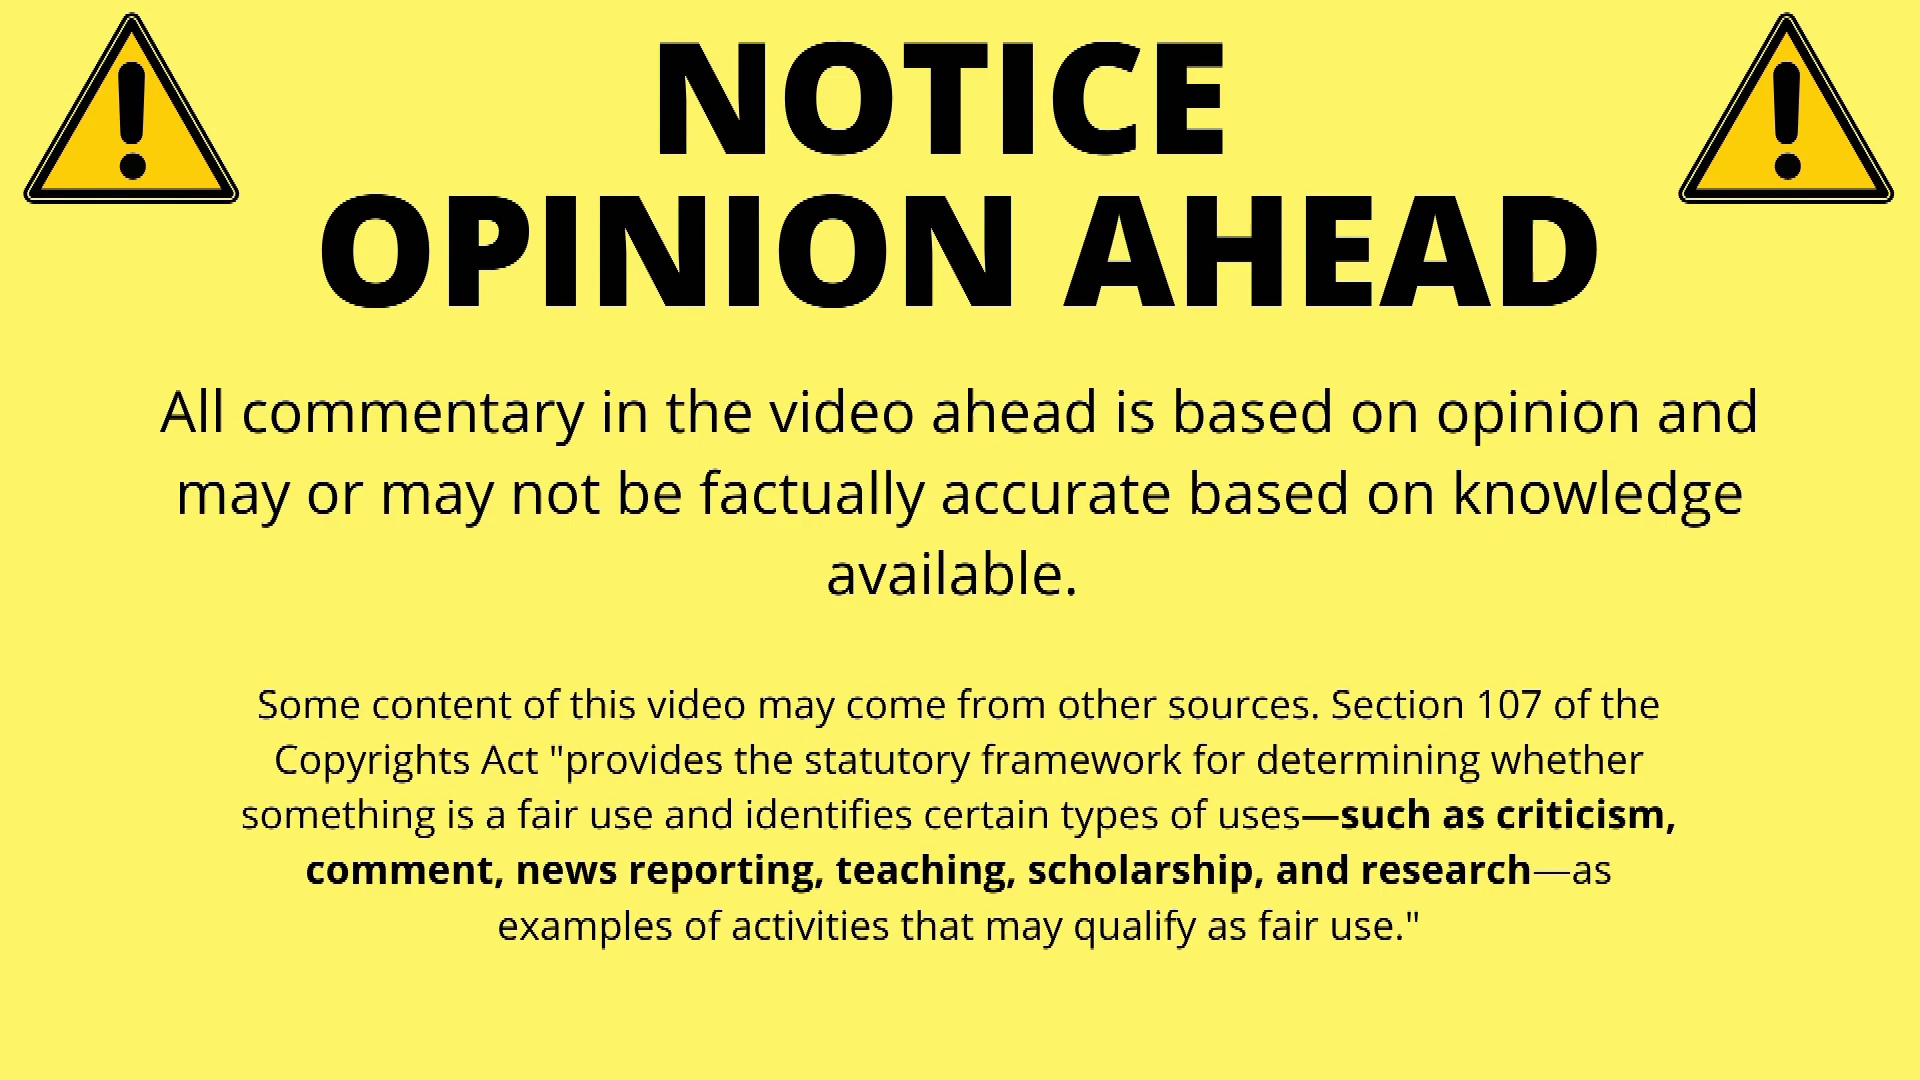 NOTICE
OPINION AHEAD
All commentary in the video ahead is based on opinion and
may or may not be factually accurate based on knowledge
available.
Some content of this video may come from other sources. Section 107 of the
Copyrights Act "provides the statutory framework for determining whether
something is a fair use and identifies certain types of uses—such as criticism,
comment, news reporting, teaching, scholarship, and research—as
examples of activities that may qualify as fair use."